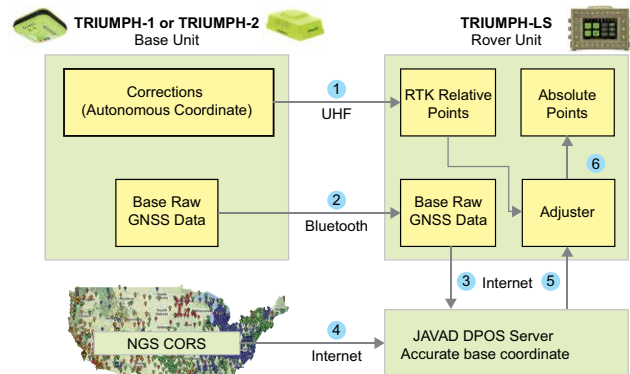 TRIUMPH-1 or TRIUMPH-2
Base Unit
TRIUMPH-LS
Rover Unit
Corrections
(Autonomous Coordinate)
1
UHF
RTK Relative
Points
Absolute
Points
6
Base Raw
GNSS Data
2
Bluetooth
Base Raw
GNSS Data
Adjuster
3 Internet 5
NGS CORS
4
Internet
JAVAD DPOS Server
Accurate base coordinate